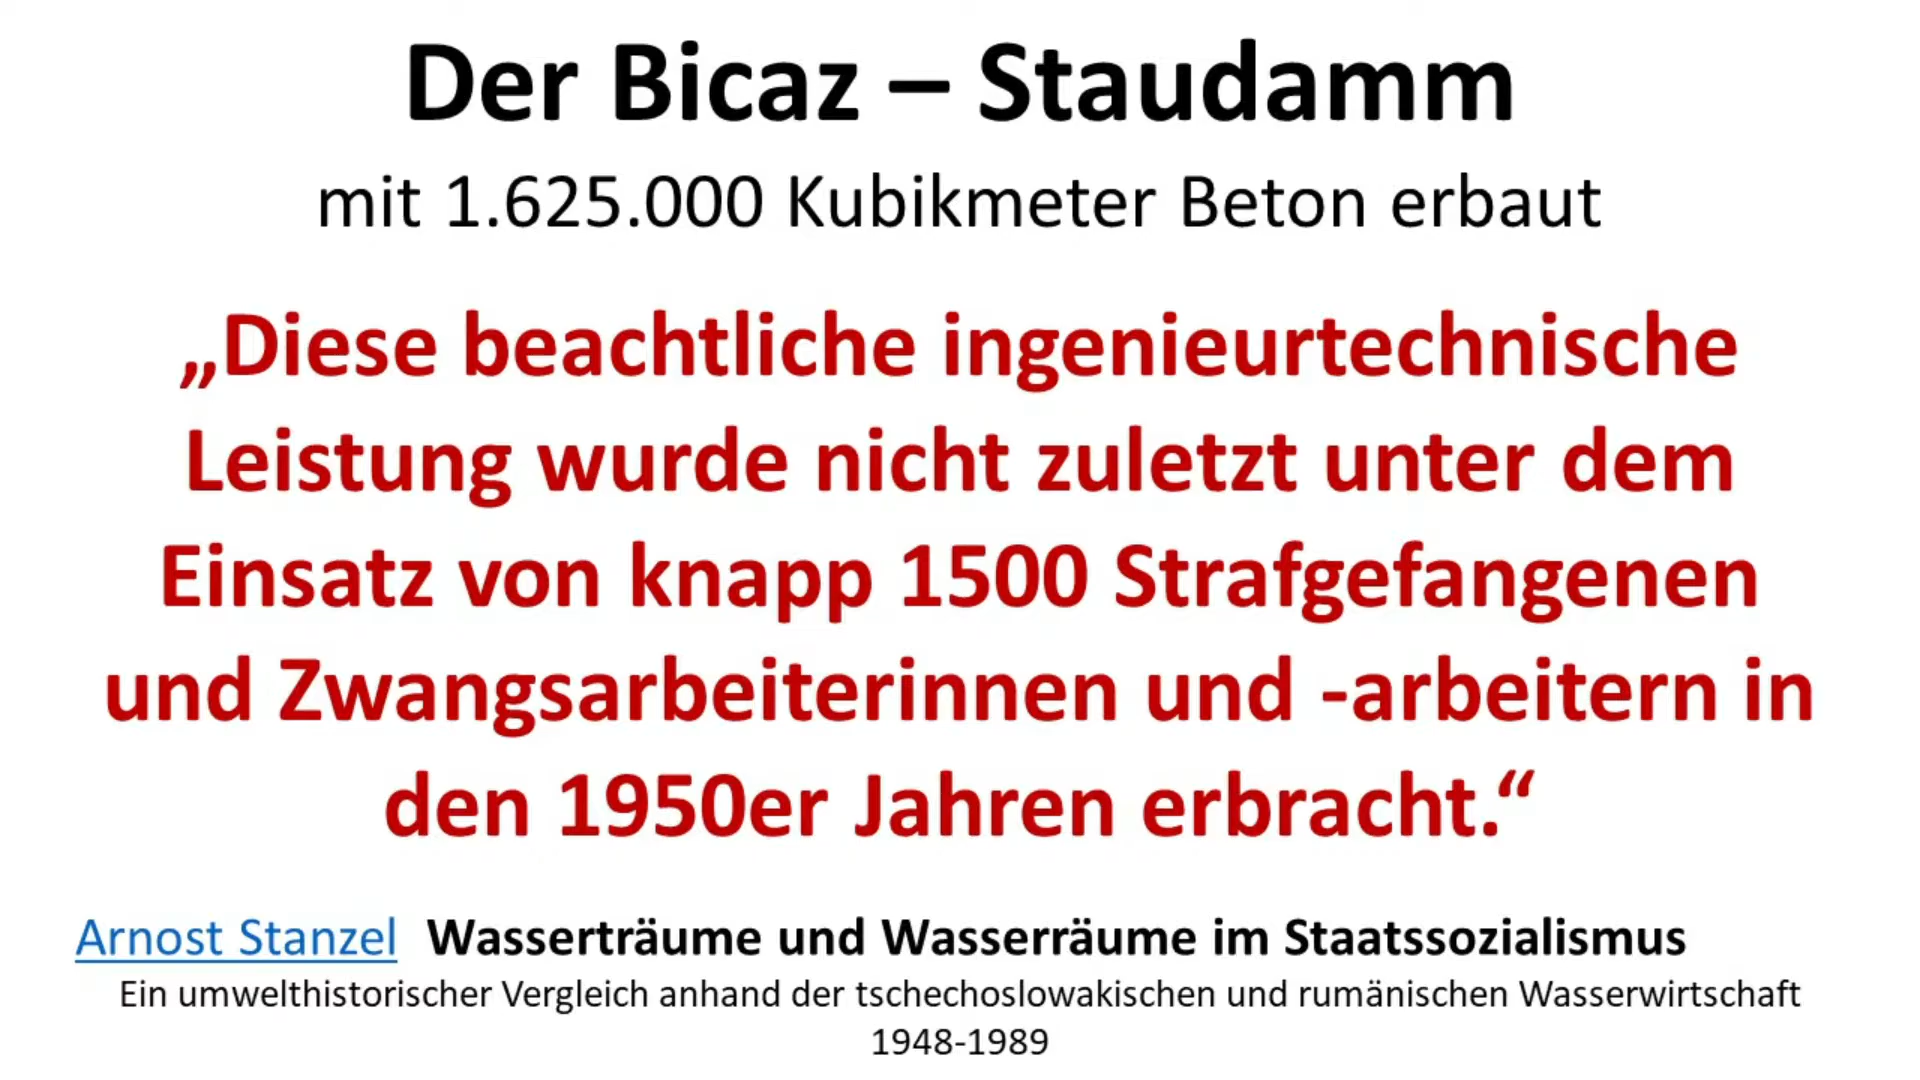 Der Bicaz – Staudamm
mit 1.625.000 Kubikmeter Beton erbaut
„Diese beachtliche ingenieurtechnische
Leistung wurde nicht zuletzt unter dem
Einsatz von knapp 1500 Strafgefangenen
und Zwangsarbeiterinnen und -arbeitern in
den 1950er Jahren erbracht.“
Arnost Stanzel Wasserträume und Wasserräume im Staatssozialismus
Ein umwelthistorischer Vergleich anhand der tschechoslowakischen und rumänischen Wasserwirtschaft
1948-1989